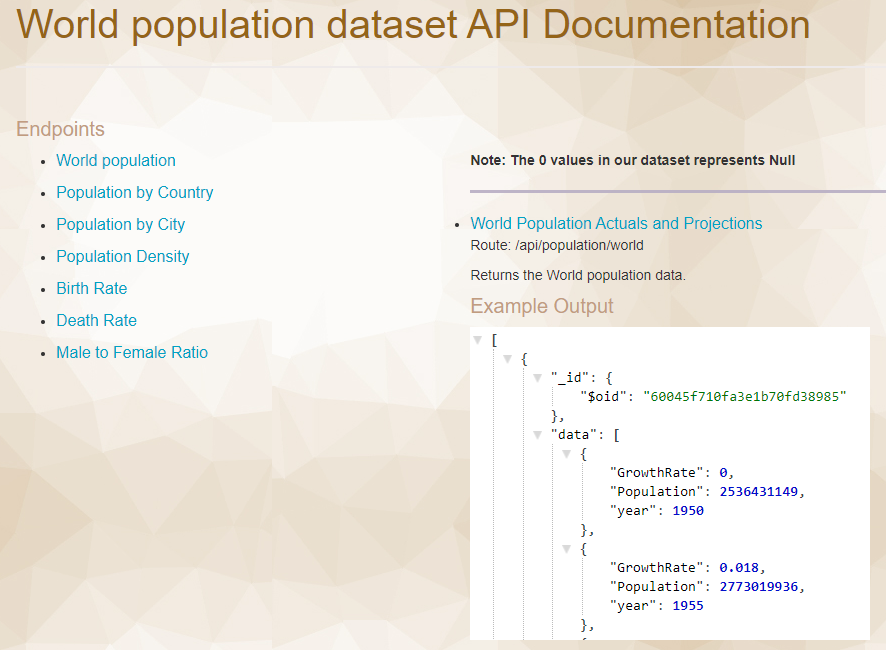 World population dataset API Documentation
Endpoints
World population
Population by Country
Population by City
Population Density
Birth Rate
Death Rate
Male to Female Ratio
Note: The 0 values in our dataset represents Null
World Population Actuals and Projections
Route: /api/population/world
Returns the World population data.
Example Output
[
{
"_id": {
"$oid": "60045f710fa3e1b70fd38985"
},
"data": [
{
"GrowthRate": 0,
"Population": 2536431149,
"year": 1950
},
{
"GrowthRate": 0.018,
"Population": 2773019936,
"year": 1955
},